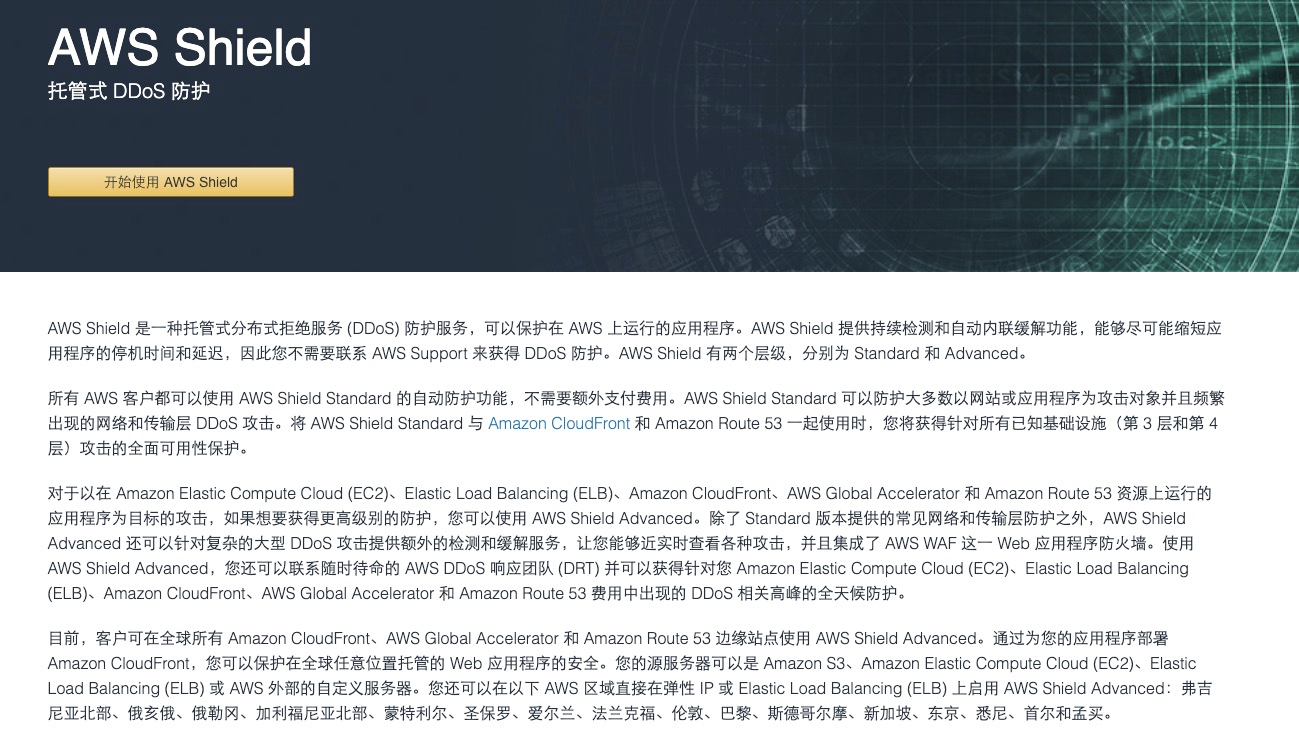 AWS Shield
托管式 DDoS 防护
开始使用 AWS Shield
AWS Shield 是一种托管式分布式拒绝服务 (DDoS) 防护服务，可以保护在 AWS 上运行的应用程序。AWS Shield 提供持续检测和自动内联缓解功能，能够尽可能缩短应
用程序的停机时间和延迟，因此您不需要联系 AWS Support 来获得 DDoS 防护。AWS Shield 有两个层级，分别为 Standard 和 Advanced。
所有 AWS 客户都可以使用 AWS Shield Standard 的自动防护功能，不需要额外支付费用。AWS Shield Standard 可以防护大多数以网站或应用程序为攻击对象并且频繁
出现的网络和传输层 DDoS 攻击。将 AWS Shield Standard 与 Amazon CloudFront 和 Amazon Route 53 一起使用时，您将获得针对所有已知基础设施（第 3 层和第 4
层）攻击的全面可用性保护。
对于以在 Amazon Elastic Compute Cloud (EC2)、Elastic Load Balancing (ELB)、Amazon CloudFront、AWS Global Accelerator 和 Amazon Route 53 资源上运行的
应用程序为目标的攻击，如果想要获得更高级别的防护，您可以使用 AWS Shield Advanced。除了 Standard 版本提供的常见网络和传输层防护之外，AWS Shield
Advanced 还可以针对复杂的大型 DDoS 攻击提供额外的检测和缓解服务，让您能够近实时查看各种攻击，并且集成了 AWS WAF 这一 Web 应用程序防火墙。使用
AWS Shield Advanced，您还可以联系随时待命的 AWS DDoS 响应团队 (DRT) 并可以获得针对您 Amazon Elastic Compute Cloud (EC2)、Elastic Load Balancing
(ELB)、Amazon CloudFront、AWS Global Accelerator 和 Amazon Route 53 费用中出现的 DDoS 相关高峰的全天候防护。
目前，客户可在全球所有 Amazon CloudFront、AWS Global Accelerator 和 Amazon Route 53 边缘站点使用 AWS Shield Advanced。通过为您的应用程序部署
Amazon CloudFront，您可以保护在全球任意位置托管的 Web 应用程序的安全。您的源服务器可以是 Amazon S3、Amazon Elastic Compute Cloud (EC2)、Elastic
Load Balancing (ELB) 或 AWS 外部的自定义服务器。您还可以在以下 AWS 区域直接在弹性 IP 或 Elastic Load Balancing (ELB) 上启用 AWS Shield Advanced：弗吉
尼亚北部、俄亥俄、俄勒冈、加利福尼亚北部、蒙特利尔、圣保罗、爱尔兰、法兰克福、伦敦、巴黎、斯德哥尔摩、新加坡、东京、悉尼、首尔和孟买。